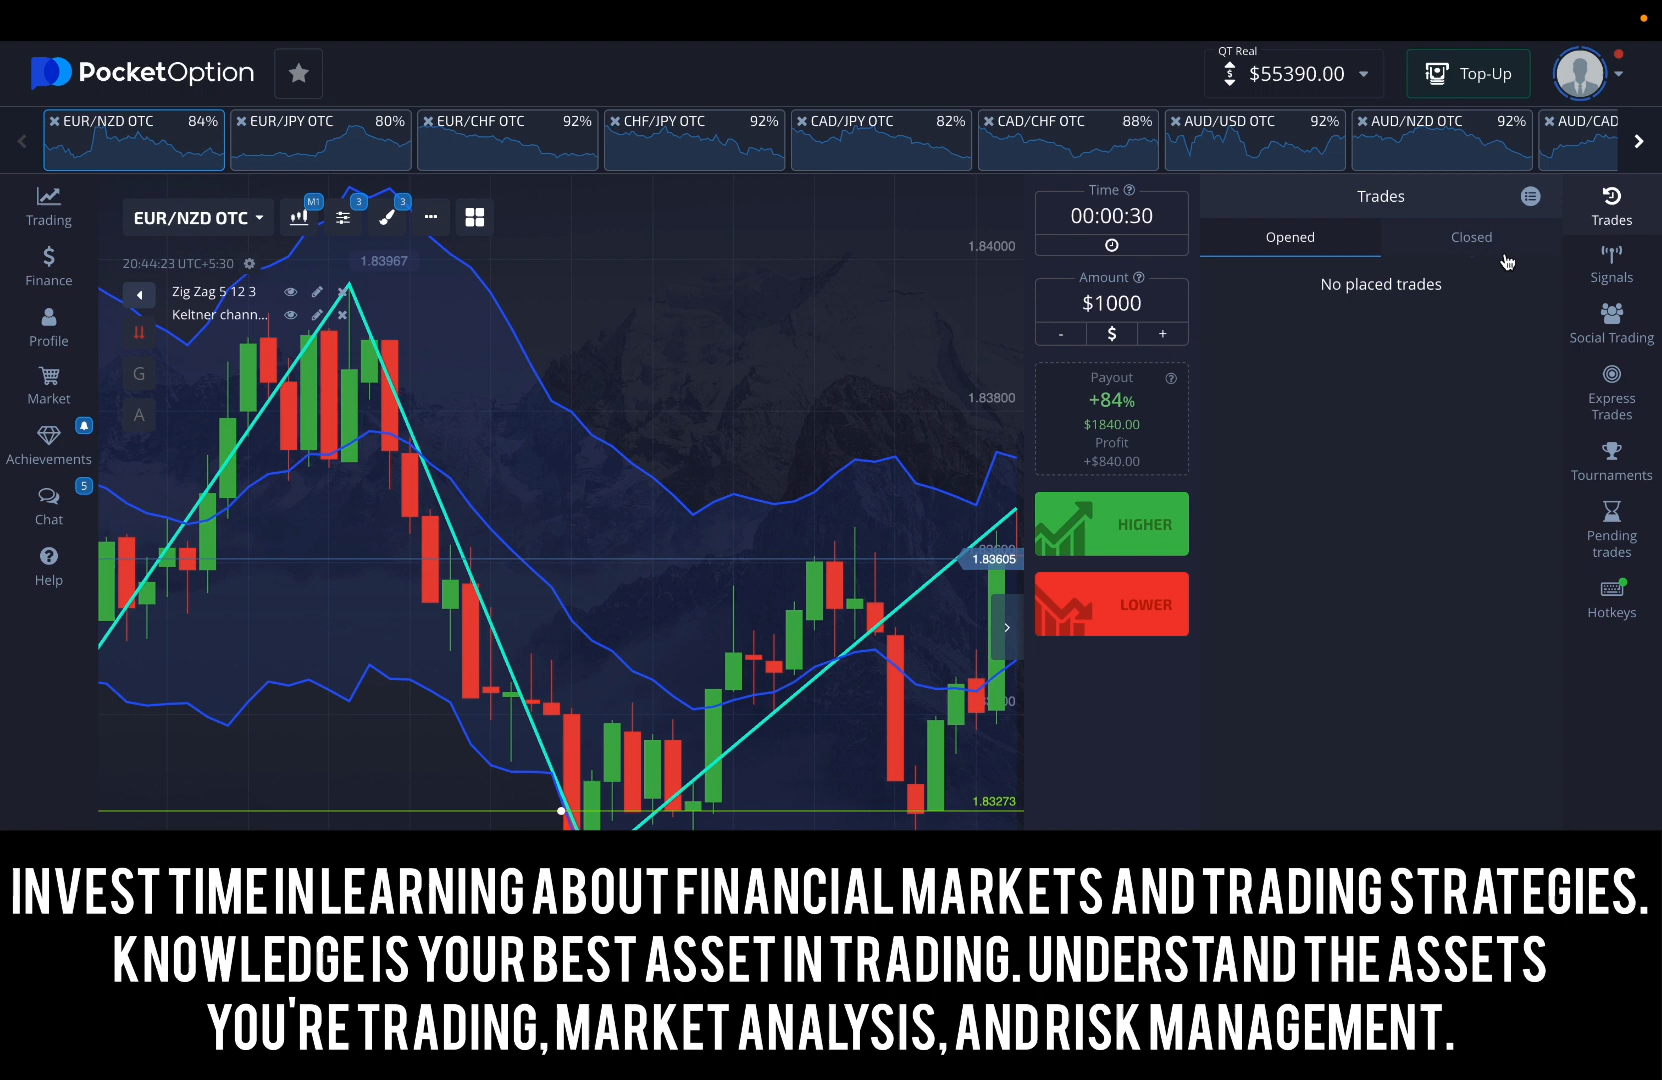 PocketOption
QT Real
$55390.00
Top-Up
EUR/NZD OTC 84%
EUR/JPY OTC 80%
EUR/CHF OTC 92%
CHF/JPY OTC 92%
CAD/JPY OTC 82%
CAD/CHF OTC 88%
AUD/USD OTC 92%
AUD/NZD OTC 92%
AUD/CAD
Trading
Finance
Profile
Market
Achievements
5
Chat
Help
EUR/NZD OTC
M1
3
3
20:44:23 UTC+5:30
Zig Zag 5 12 3
Keltner chann...
G
A
1.83967
1.84000
1.83800
1.83605
1.83273
Time
00:00:30
Amount
$1000
- $ +
Payout
+84%
$1840.00
Profit
+$840.00
HIGHER
LOWER
Trades
Opened
Closed
No placed trades
Trades
Signals
Social Trading
Express
Trades
Tournaments
Pending
trades
Hotkeys
INVEST TIME IN LEARNING ABOUT FINANCIAL MARKETS AND TRADING STRATEGIES.
KNOWLEDGE IS YOUR BEST ASSET IN TRADING. UNDERSTAND THE ASSETS
YOU'RE TRADING, MARKET ANALYSIS, AND RISK MANAGEMENT.